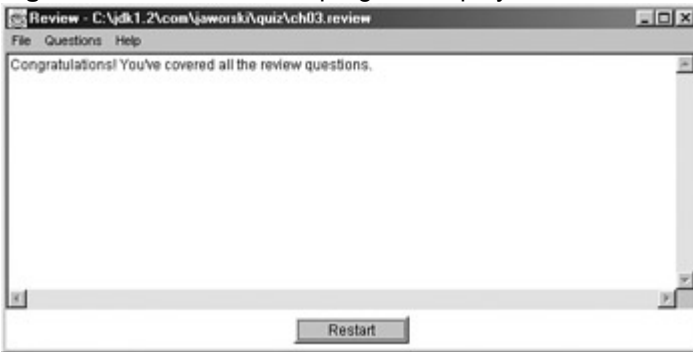 Review - C:\jdk1.2\com\jaworski\quiz\ch03.review
File Questions Help
Congratulations! You've covered all the review questions.
Restart